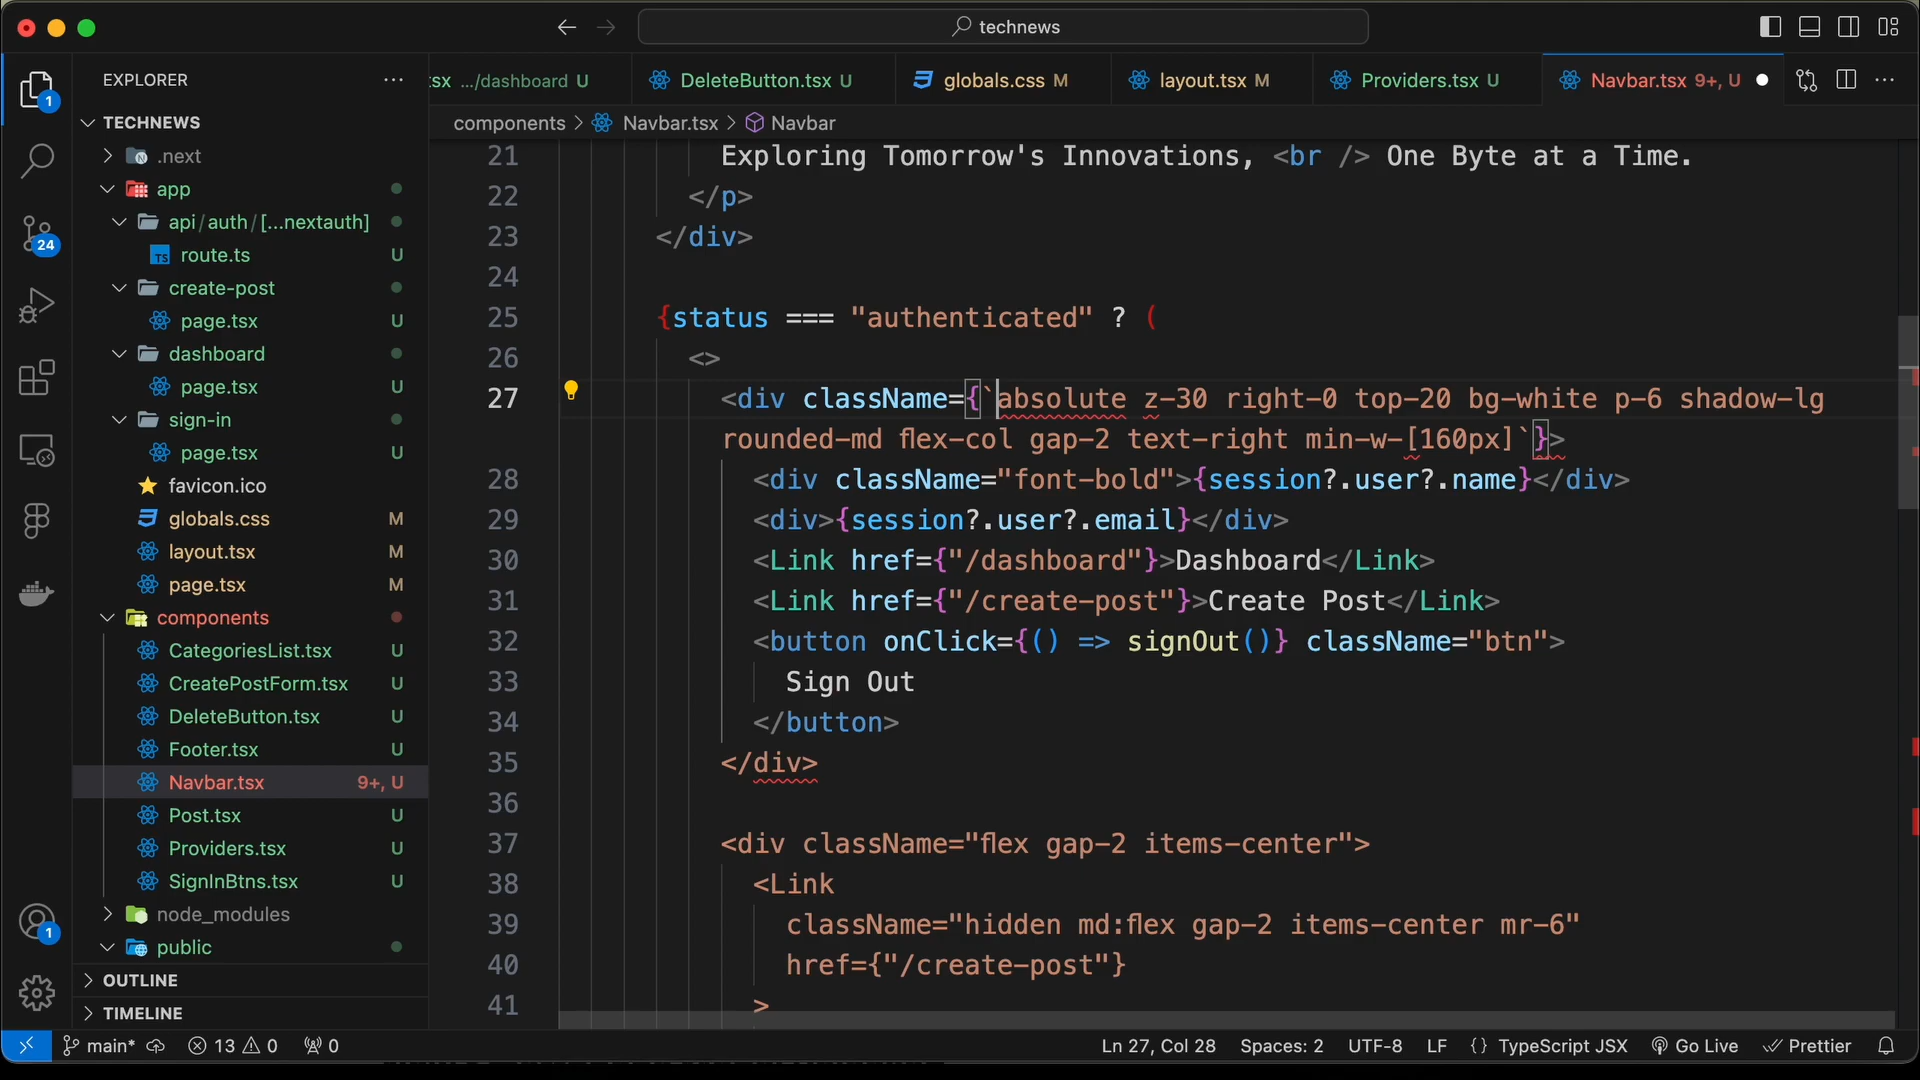 technews
EXPLORER
.tsx .../dashboard U
DeleteButton.tsx U
globals.css M
layout.tsx M
Providers.tsx U
Navbar.tsx 9+, U
components > Navbar.tsx > Navbar
TECHNEWS
.next
app
api/auth/[...nextauth]
TS route.ts U
create-post
page.tsx U
dashboard
page.tsx U
sign-in
page.tsx U
favicon.ico
globals.css M
layout.tsx M
page.tsx M
components
CategoriesList.tsx U
CreatePostForm.tsx U
DeleteButton.tsx U
Footer.tsx U
Navbar.tsx 9+, U
Post.tsx U
Providers.tsx U
SignInBtns.tsx U
node_modules
public
OUTLINE
TIMELINE
1
24
1
21 Exploring Tomorrow's Innovations, <br /> One Byte at a Time.
22 </p>
23 </div>
24
25 {status === "authenticated" ? (
26 <>
27 <div className={`absolute z-30 right-0 top-20 bg-white p-6 shadow-lg
rounded-md flex-col gap-2 text-right min-w-[160px]`}>
28 <div className="font-bold">{session?.user?.name}</div>
29 <div>{session?.user?.email}</div>
30 <Link href={"/dashboard"}>Dashboard</Link>
31 <Link href={"/create-post"}>Create Post</Link>
32 <button onClick={() => signOut()} className="btn">
33 Sign Out
34 </button>
35 </div>
36
37 <div className="flex gap-2 items-center">
38 <Link
39 className="hidden md:flex gap-2 items-center mr-6"
40 href={"/create-post"}
41 >
main* 13 0 0 Ln 27, Col 28 Spaces: 2 UTF-8 LF {} TypeScript JSX Go Live Prettier